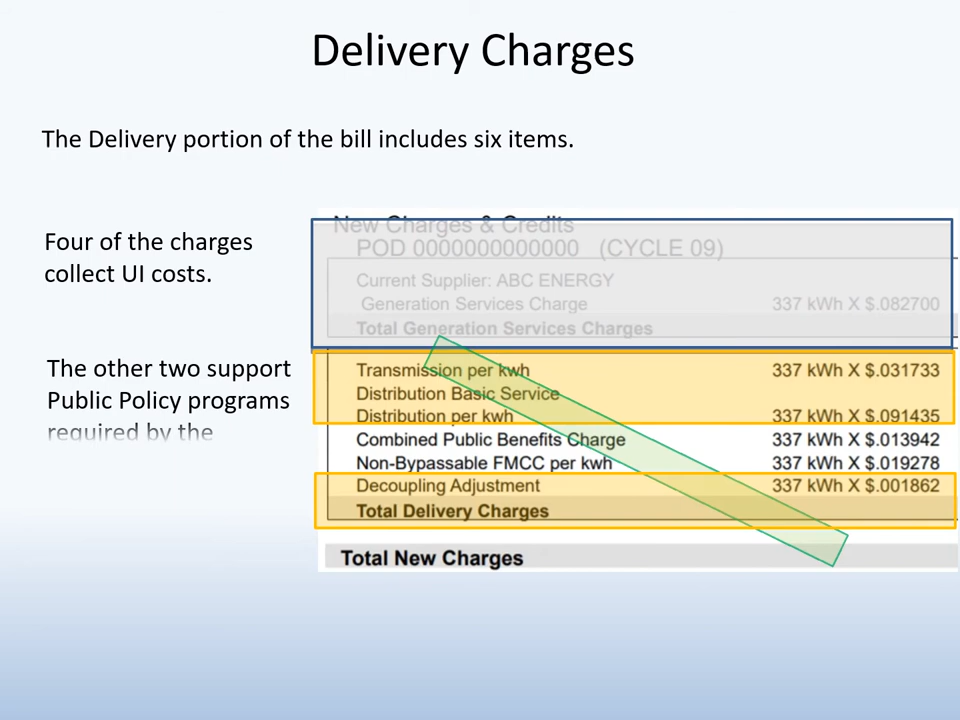 Delivery Charges
The Delivery portion of the bill includes six items.
Four of the charges
collect UI costs.
The other two support
Public Policy programs
required by the
New Charges & Credits
POD 0000000000000 (CYCLE 09)
Current Supplier: ABC ENERGY
Generation Services Charge 337 kWh X $.082700
Total Generation Services Charges
Transmission per kwh 337 kWh X $.031733
Distribution Basic Service
Distribution per kwh 337 kWh X $.091435
Combined Public Benefits Charge 337 kWh X $.013942
Non-Bypassable FMCC per kwh 337 kWh X $.019278
Decoupling Adjustment 337 kWh X $.001862
Total Delivery Charges
Total New Charges